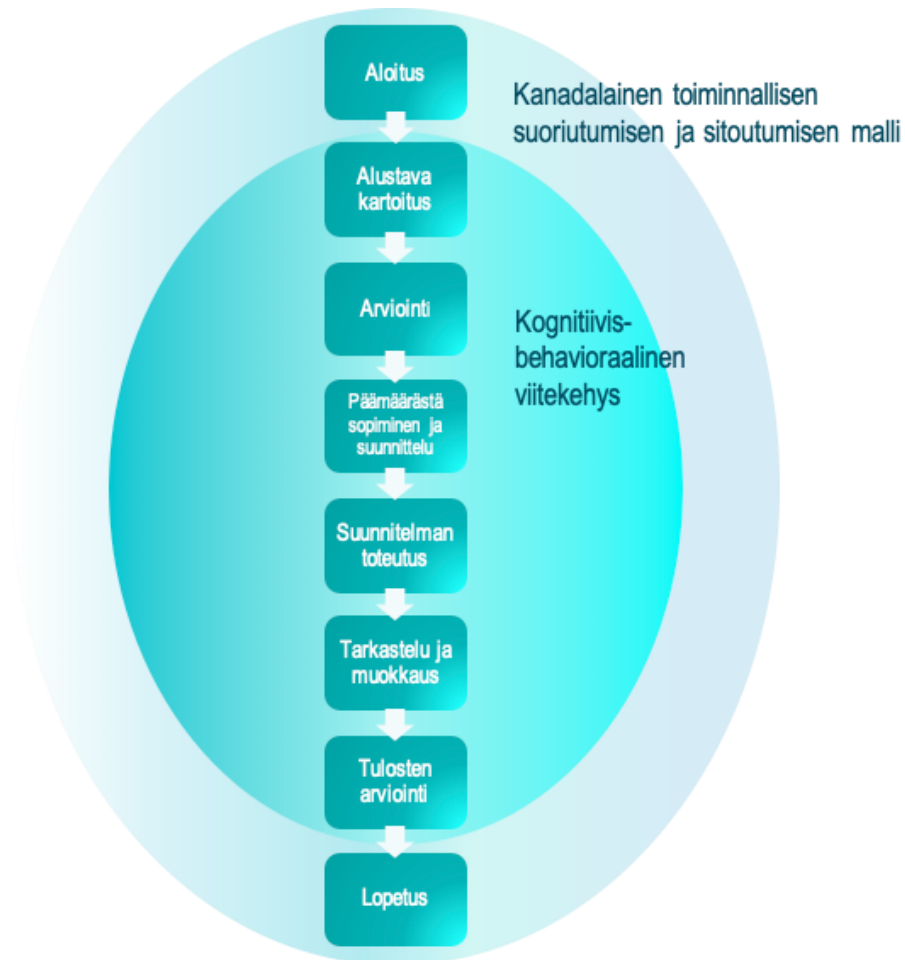 Aloitus
Kanadalainen toiminnallisen
suoriutumisen ja sitoutumisen malli
Alustava
kartoitus
Arviointi
Kognitiivis-
behavioraalinen
viitekehys
Päämäärästä
sopiminen ja
suunnittelu
Suunnitelman
toteutus
Tarkastelu ja
muokkaus
Tulosten
arviointi
Lopetus